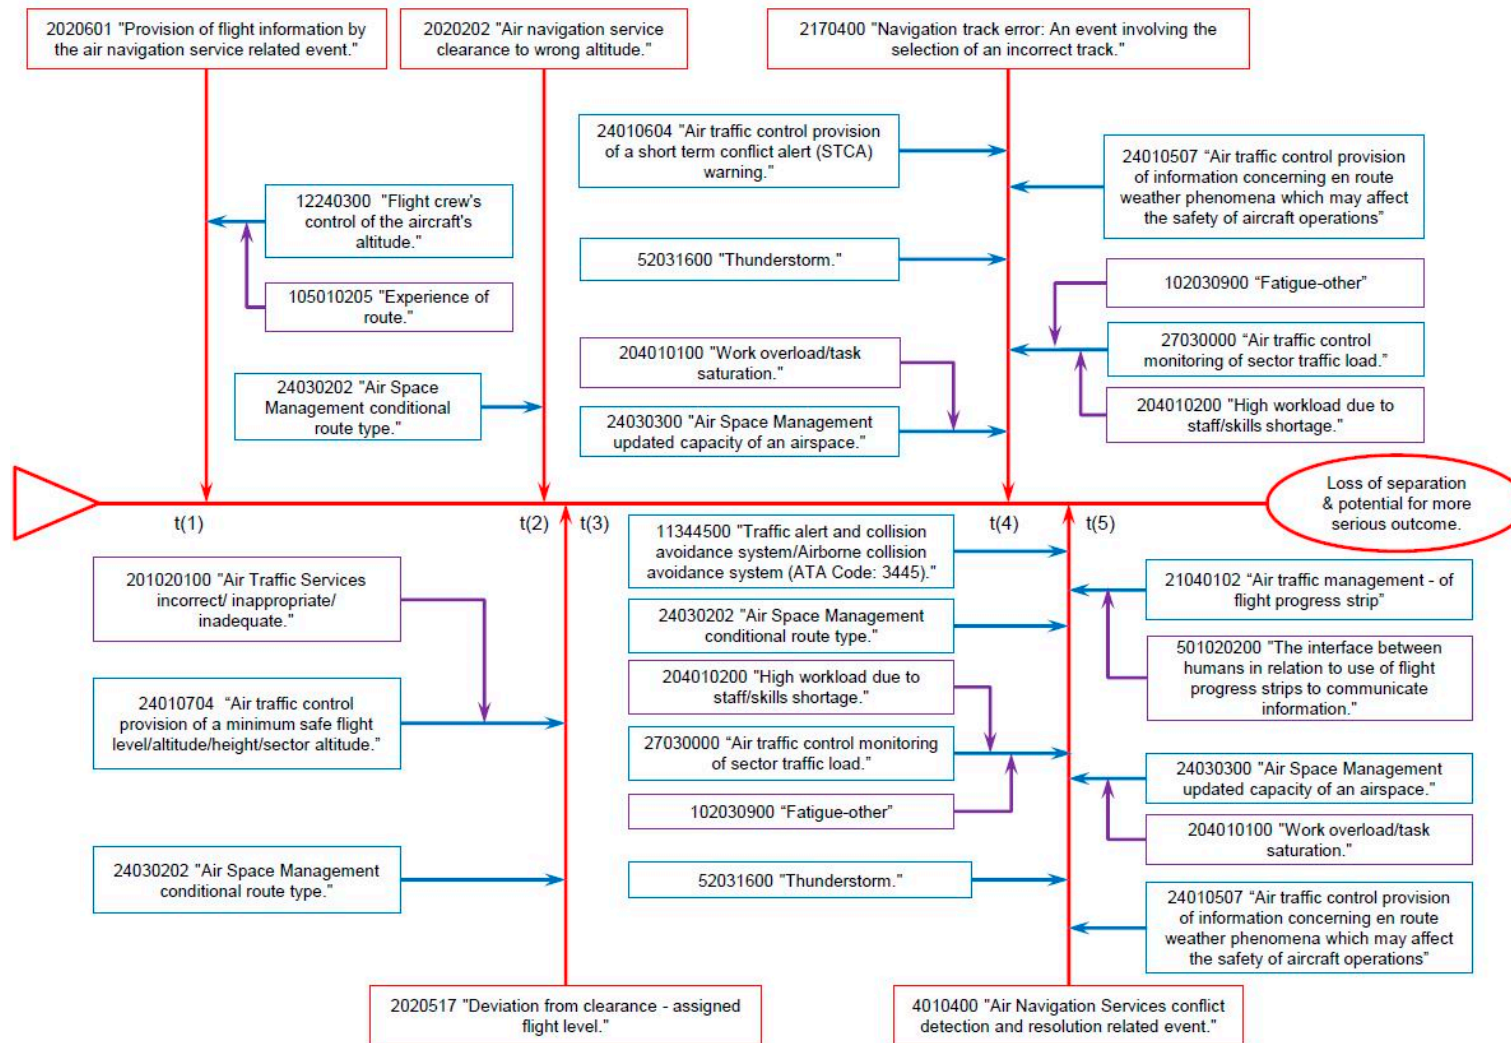 2020601 "Provision of flight information by
the air navigation service related event."
2020202 "Air navigation service
clearance to wrong altitude."
2170400 "Navigation track error: An event involving the
selection of an incorrect track."
24010604 "Air traffic control provision
of a short term conflict alert (STCA)
warning."
24010507 “Air traffic control provision
of information concerning en route
weather phenomena which may affect
the safety of aircraft operations”
12240300 "Flight crew's
control of the aircraft's
altitude."
52031600 "Thunderstorm."
105010205 "Experience of
route."
102030900 “Fatigue-other”
204010100 "Work overload/task
saturation."
27030000 “Air traffic control
monitoring of sector traffic load.”
24030202 "Air Space
Management conditional
route type."
24030300 "Air Space Management
updated capacity of an airspace."
204010200 "High workload due to
staff/skills shortage."
Loss of separation
& potential for more
serious outcome.
t(1)
t(2)
t(3)
t(4)
t(5)
201020100 "Air Traffic Services
incorrect/ inappropriate/
inadequate."
24010704 “Air traffic control
provision of a minimum safe flight
level/altitude/height/sector altitude.”
24030202 "Air Space Management
conditional route type."
11344500 "Traffic alert and collision
avoidance system/Airborne collision
avoidance system (ATA Code: 3445)."
24030202 "Air Space Management
conditional route type."
204010200 "High workload due to
staff/skills shortage."
27030000 “Air traffic control monitoring
of sector traffic load.”
102030900 “Fatigue-other”
52031600 "Thunderstorm."
21040102 “Air traffic management - of
flight progress strip”
501020200 "The interface between
humans in relation to use of flight
progress strips to communicate
information."
24030300 "Air Space Management
updated capacity of an airspace."
204010100 "Work overload/task
saturation."
24010507 “Air traffic control provision
of information concerning en route
weather phenomena which may affect
the safety of aircraft operations”
2020517 "Deviation from clearance - assigned
flight level."
4010400 "Air Navigation Services conflict
detection and resolution related event."